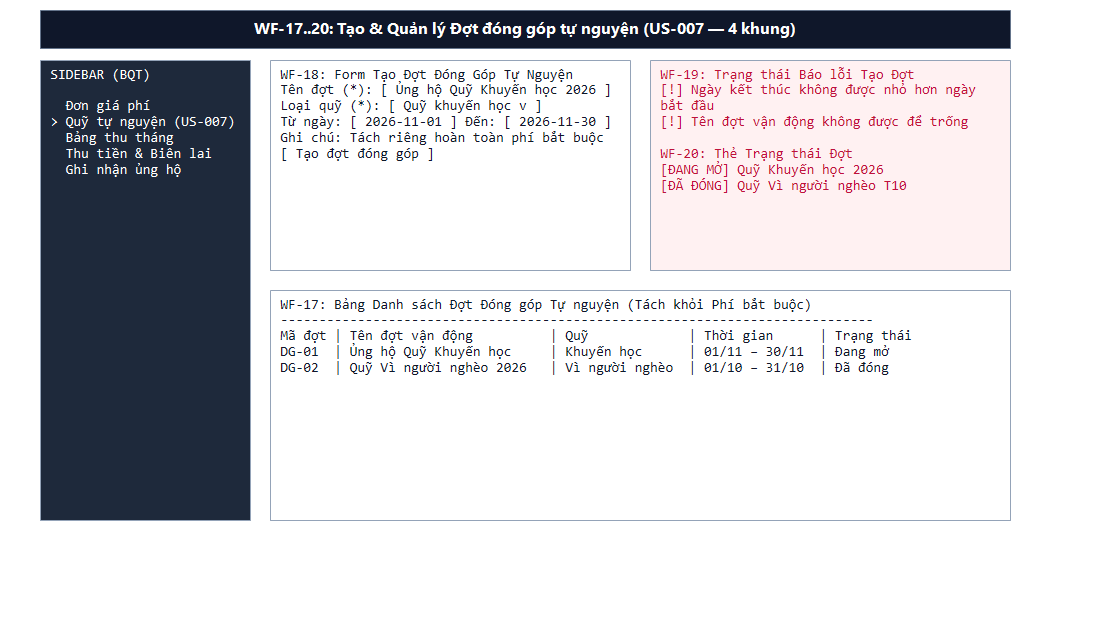 WF-17..20: Tạo & Quản lý Đợt đóng góp tự nguyện (US-007 — 4 khung)
SIDEBAR (BQT)
Đơn giá phí
> Quỹ tự nguyện (US-007)
Bảng thu tháng
Thu tiền & Biên lai
Ghi nhận ủng hộ
WF-18: Form Tạo Đợt Đóng Góp Tự Nguyện
Tên đợt (*): [ Ủng hộ Quỹ Khuyến học 2026 ]
Loại quỹ (*): [ Quỹ khuyến học v ]
Từ ngày: [ 2026-11-01 ] Đến: [ 2026-11-30 ]
Ghi chú: Tách riêng hoàn toàn phí bắt buộc
[ Tạo đợt đóng góp ]
WF-19: Trạng thái Báo lỗi Tạo Đợt
[!] Ngày kết thúc không được nhỏ hơn ngày
bắt đầu
[!] Tên đợt vận động không được để trống
WF-20: Thẻ Trạng thái Đợt
[ĐANG MỞ] Quỹ Khuyến học 2026
[ĐÃ ĐÓNG] Quỹ Vì người nghèo T10
WF-17: Bảng Danh sách Đợt Đóng góp Tự nguyện (Tách khỏi Phí bắt buộc)
-----------------------------------------------------------------------------
Mã đợt | Tên đợt vận động | Quỹ | Thời gian | Trạng thái
DG-01 | Ủng hộ Quỹ Khuyến học | Khuyến học | 01/11 – 30/11 | Đang mở
DG-02 | Quỹ Vì người nghèo 2026 | Vì người nghèo | 01/10 – 31/10 | Đã đóng